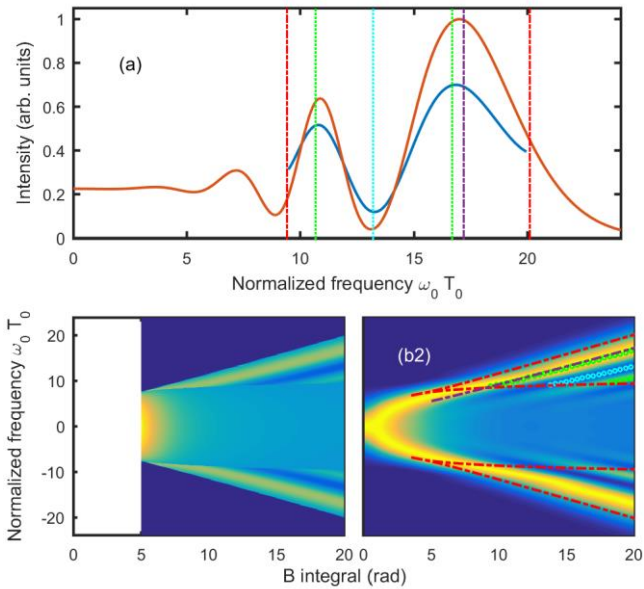 Intensity (arb. units)
1
0.8
0.6
0.4
0.2
0
(a)
0 5 10 15 20
Normalized frequency ω₀ T₀
Normalized frequency ω₀ T₀
20
10
0
-10
-20
(b2)
0 5 10 15 20
0 5 10 15 20
B integral (rad)